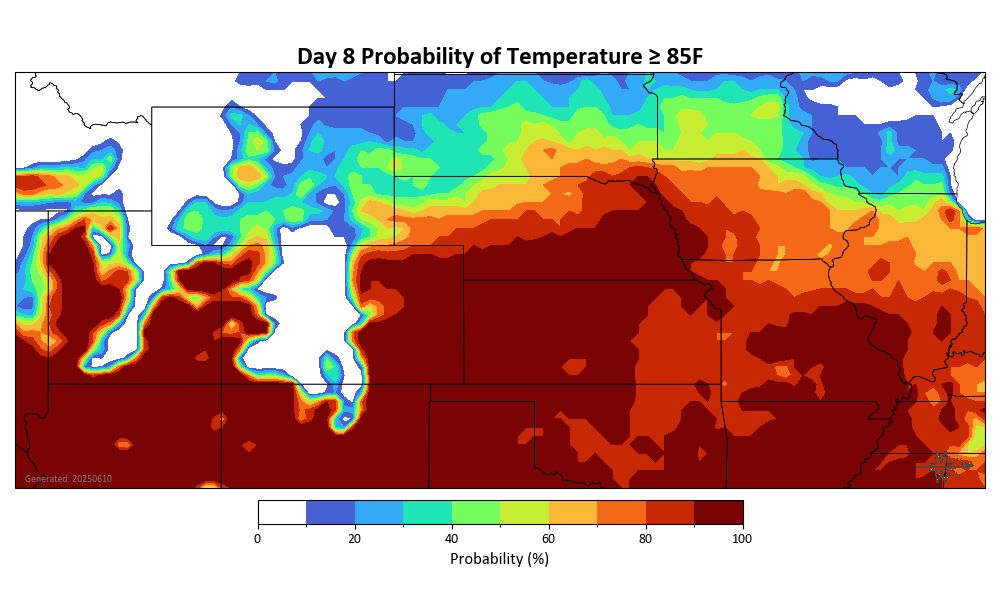 Day 8 Probability of Temperature ≥ 85F
Generated: 20250610
0 20 40 60 80 100
Probability (%)